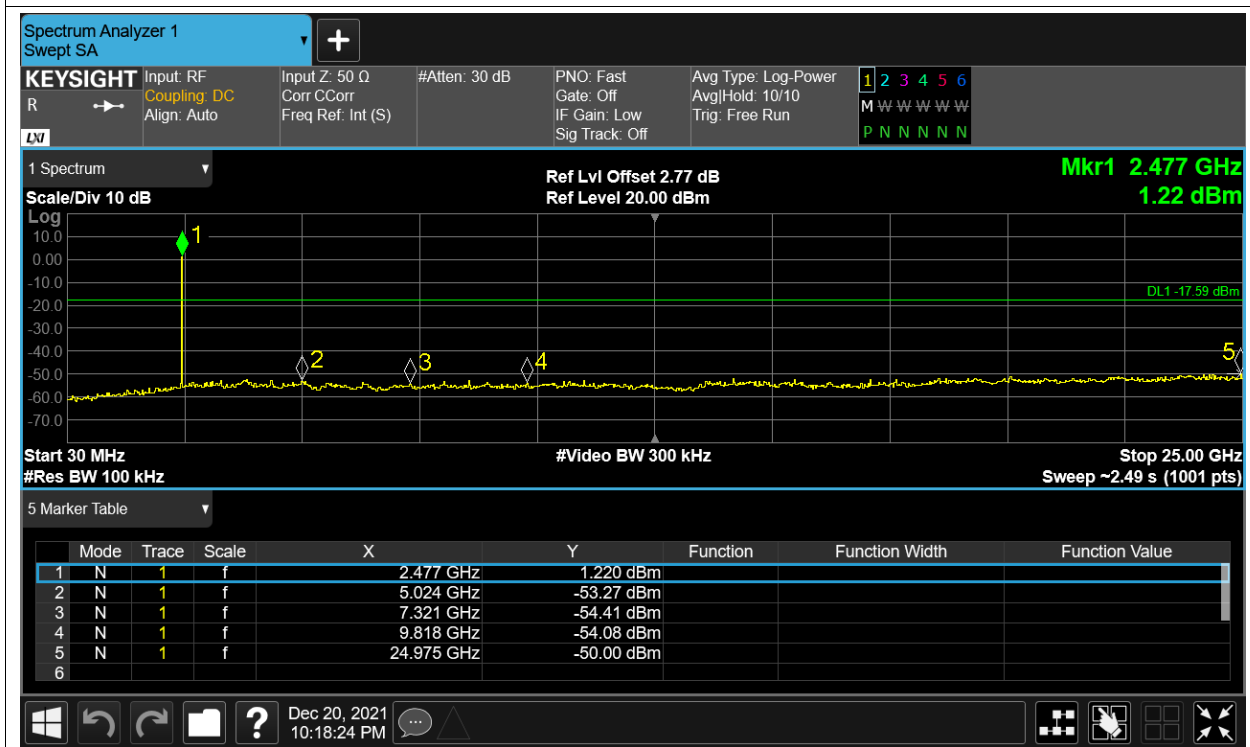 Spectrum Analyzer 1
Swept SA
KEYSIGHT Input: RF Input Z: 50 Ω #Atten: 30 dB PNO: Fast Avg Type: Log-Power 1 2 3 4 5 6
R Coupling: DC Corr CCorr Gate: Off Avg|Hold: 10/10 M W W W W W
Align: Auto Freq Ref: Int (S) IF Gain: Low Trig: Free Run
LXI Sig Track: Off P N N N N N
1 Spectrum Ref Lvl Offset 2.77 dB Mkr1 2.477 GHz
Scale/Div 10 dB Ref Level 20.00 dBm 1.22 dBm
Log
10.0 1
0.00
-10.0 DL1 -17.59 dBm
-20.0
-30.0
-40.0 2 3 4 5
-50.0
-60.0
-70.0
Start 30 MHz #Video BW 300 kHz Stop 25.00 GHz
#Res BW 100 kHz Sweep ~2.49 s (1001 pts)
5 Marker Table
Mode Trace Scale X Y Function Function Width Function Value
1 N 1 f 2.477 GHz 1.220 dBm
2 N 1 f 5.024 GHz -53.27 dBm
3 N 1 f 7.321 GHz -54.41 dBm
4 N 1 f 9.818 GHz -54.08 dBm
5 N 1 f 24.975 GHz -50.00 dBm
6
? Dec 20, 2021
10:18:24 PM